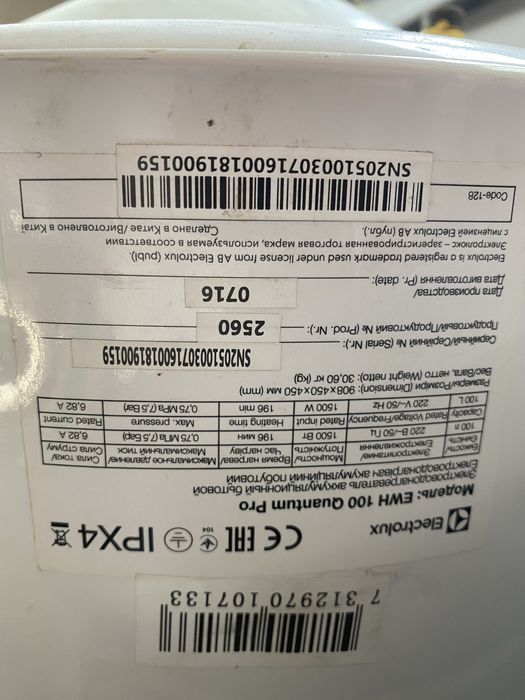 7 312970 107133
Electrolux CE EAC 104 IPX4
Модель: EWH 100 Quantum Pro
Электроводонагреватель аккумуляционный бытовой
Електроводонагрівач акумуляційний побутовий
Емкость/ Электропитание/ Мощность/ Время нагрева/ Максимальное давление/ Сила тока/
Ємність Електроживлення Потужність Час нагріву Максимальний тиск Сила струму
100 л 220 В~/50 Гц 1500 Вт 196 мин 0,75 МПа (7,5 Бар) 6,82 А
Capacity Rated Voltage/Frequency Rated input Heating time Max. pressure Rated current
100 L 220 V~/50 Hz 1500 W 196 min 0,75 MPa (7,5 Bar) 6,82 A
Размеры/Розміри (Dimension): 908 x 450 x 450 мм (mm)
Вес/Вага, нетто (Weight netto): 30,60 кг (kg)
Серийный/Серійний № (Serial Nr.): SN2051003071600181900159
Продуктовый/Продуктовий № (Prod. Nr.): 2560
Дата производства/
Дата виготовлення (Pr. Date): 0716
Electrolux is registered trademark used under license from AB Electrolux (publ).
Электролюкс – зарегистрированная торговая марка, используемая в соответствии
с лицензией Electrolux AB (публ.). Сделано в Китае/Виготовлено в Китаї
Code-128
SN2051003071600181900159